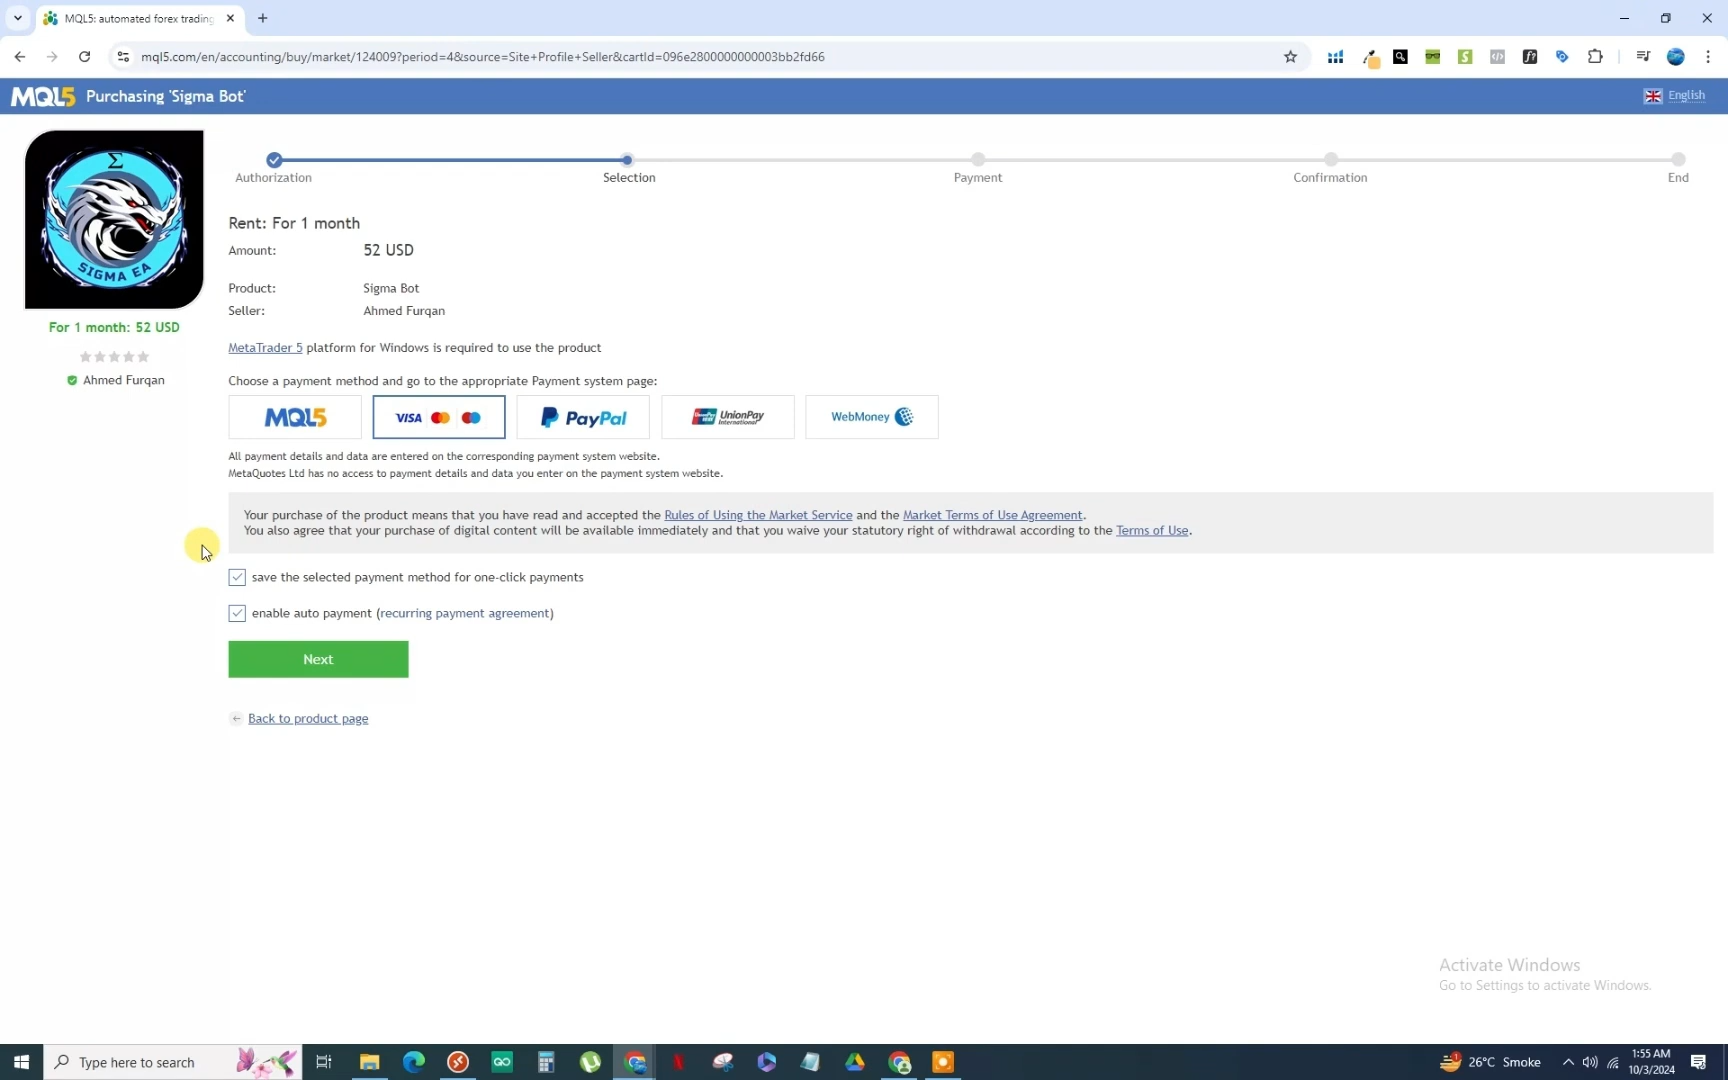 MQL5: automated forex trading
mql5.com/en/accounting/buy/market/124009?period=4&source=Site+Profile+Seller&cartId=096e2800000000003bb2fd66
MQL5 Purchasing 'Sigma Bot'
English
Σ
SIGMA EA
For 1 month: 52 USD
Ahmed Furqan
Authorization
Selection
Payment
Confirmation
End
Rent: For 1 month
Amount: 52 USD
Product: Sigma Bot
Seller: Ahmed Furqan
MetaTrader 5 platform for Windows is required to use the product
Choose a payment method and go to the appropriate Payment system page:
MQL5 VISA PayPal UnionPay International WebMoney
All payment details and data are entered on the corresponding payment system website.
MetaQuotes Ltd has no access to payment details and data you enter on the payment system website.
Your purchase of the product means that you have read and accepted the Rules of Using the Market Service and the Market Terms of Use Agreement.
You also agree that your purchase of digital content will be available immediately and that you waive your statutory right of withdrawal according to the Terms of Use.
save the selected payment method for one-click payments
enable auto payment (recurring payment agreement)
Next
Back to product page
Activate Windows
Go to Settings to activate Windows.
Type here to search
26°C Smoke
1:55 AM
10/3/2024